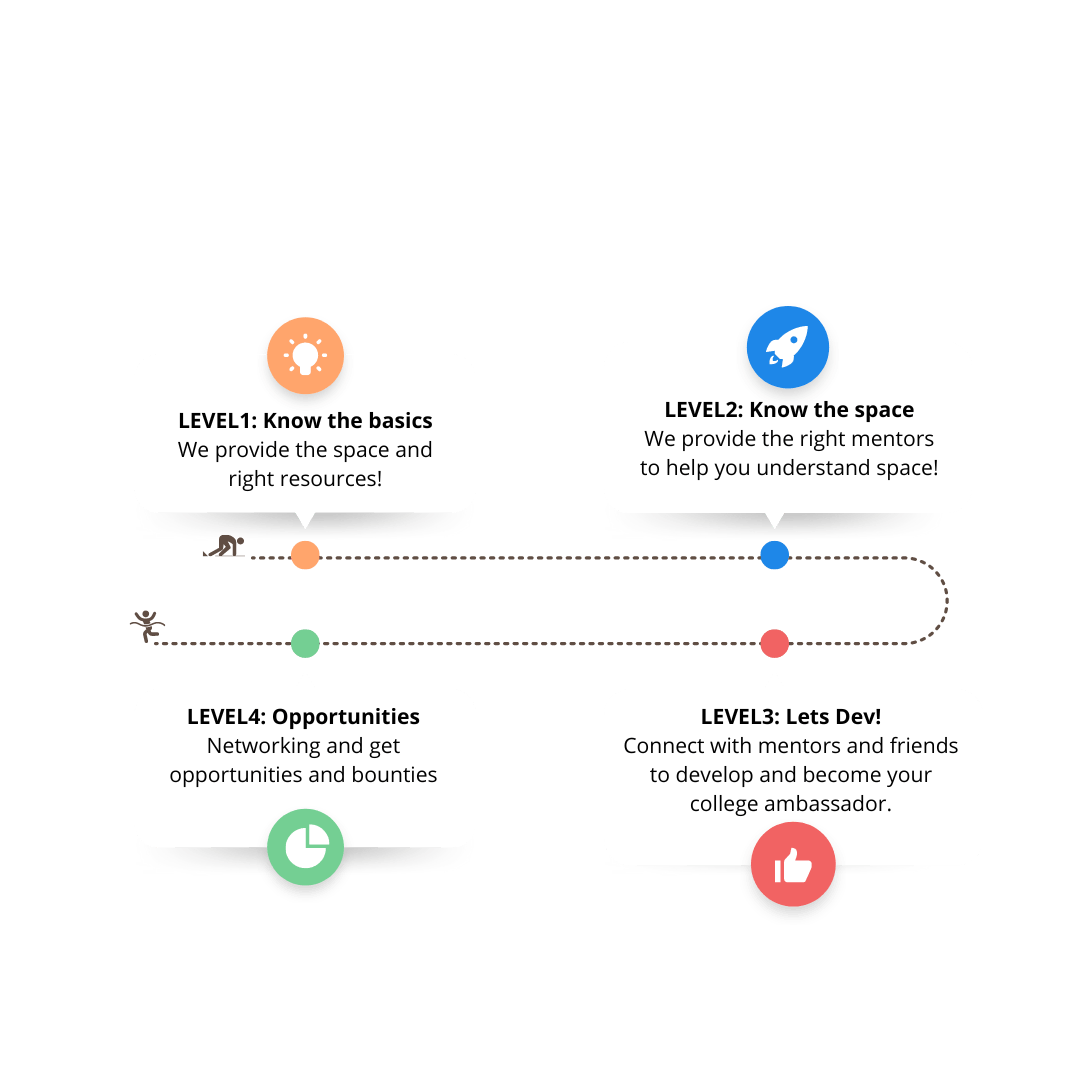 LEVEL1: Know the basics
We provide the space and
right resources!
LEVEL2: Know the space
We provide the right mentors
to help you understand space!
LEVEL3: Lets Dev!
Connect with mentors and friends
to develop and become your
college ambassador.
LEVEL4: Opportunities
Networking and get
opportunities and bounties